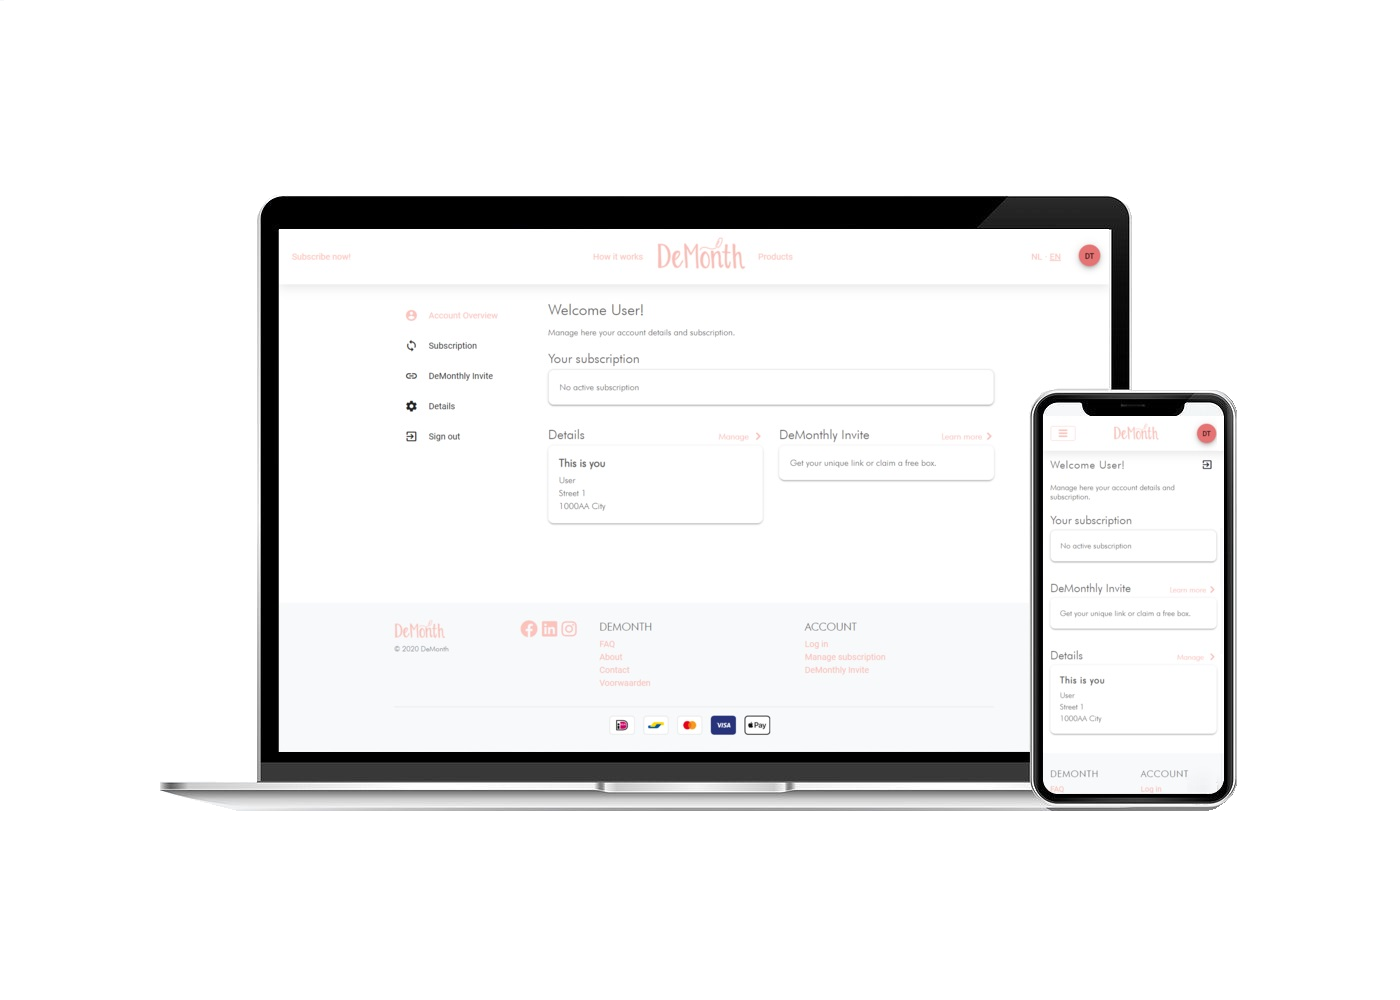 Subscribe now!
How it works
DeMonth
Products
NL - EN
DT
Account Overview
Subscription
DeMonthly Invite
Details
Sign out
Welcome User!
Manage here your account details and subscription.
Your subscription
No active subscription
Details
Manage
This is you
User
Street 1
1000AA City
DeMonthly Invite
Learn more
Get your unique link or claim a free box.
DeMonth
© 2020 DeMonth
DEMONTH
FAQ
About
Contact
Voorwaarden
ACCOUNT
Log in
Manage subscription
DeMonthly Invite
iD
VISA
Pay
DeMonth
DT
Welcome User!
Manage here your account details and
subscription.
Your subscription
No active subscription
DeMonthly Invite
Learn more
Get your unique link or claim a free box.
Details
Manage
This is you
User
Street 1
1000AA City
DEMONTH
ACCOUNT
FAQ
Log in